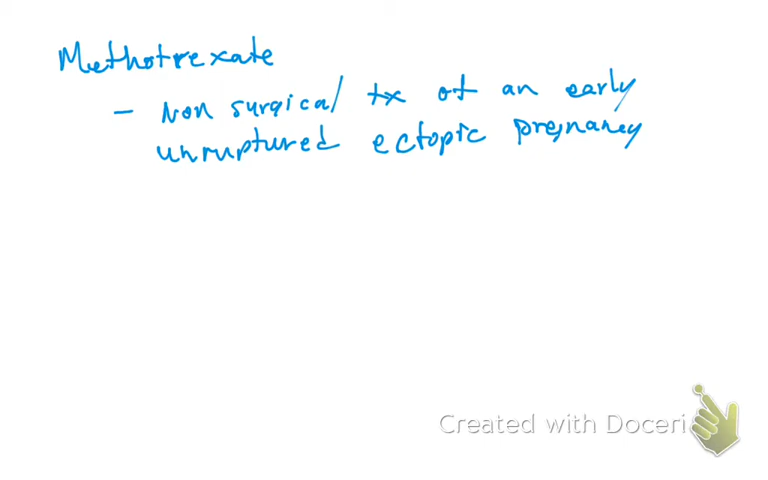 Methotrexate
- Non surgical tx of an early
unruptured ectopic pregnancy
Created with Doceri